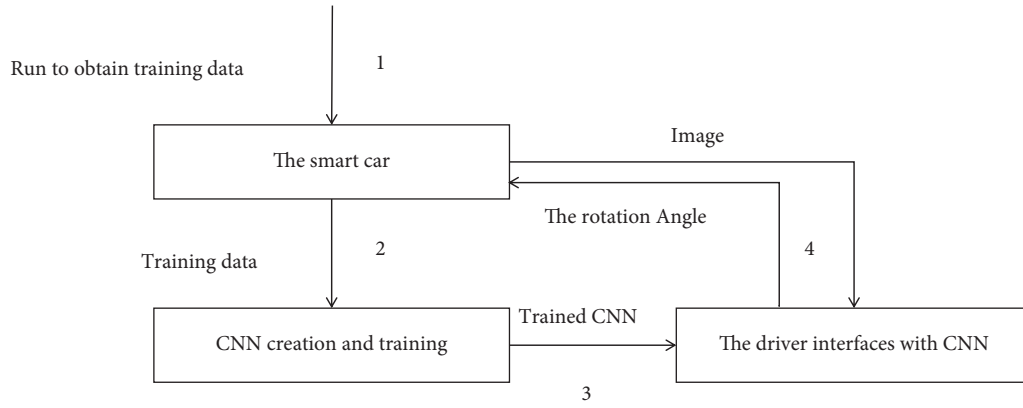 1
Run to obtain training data
Image
The smart car
The rotation Angle
2
4
Training data
Trained CNN
CNN creation and training
The driver interfaces with CNN
3